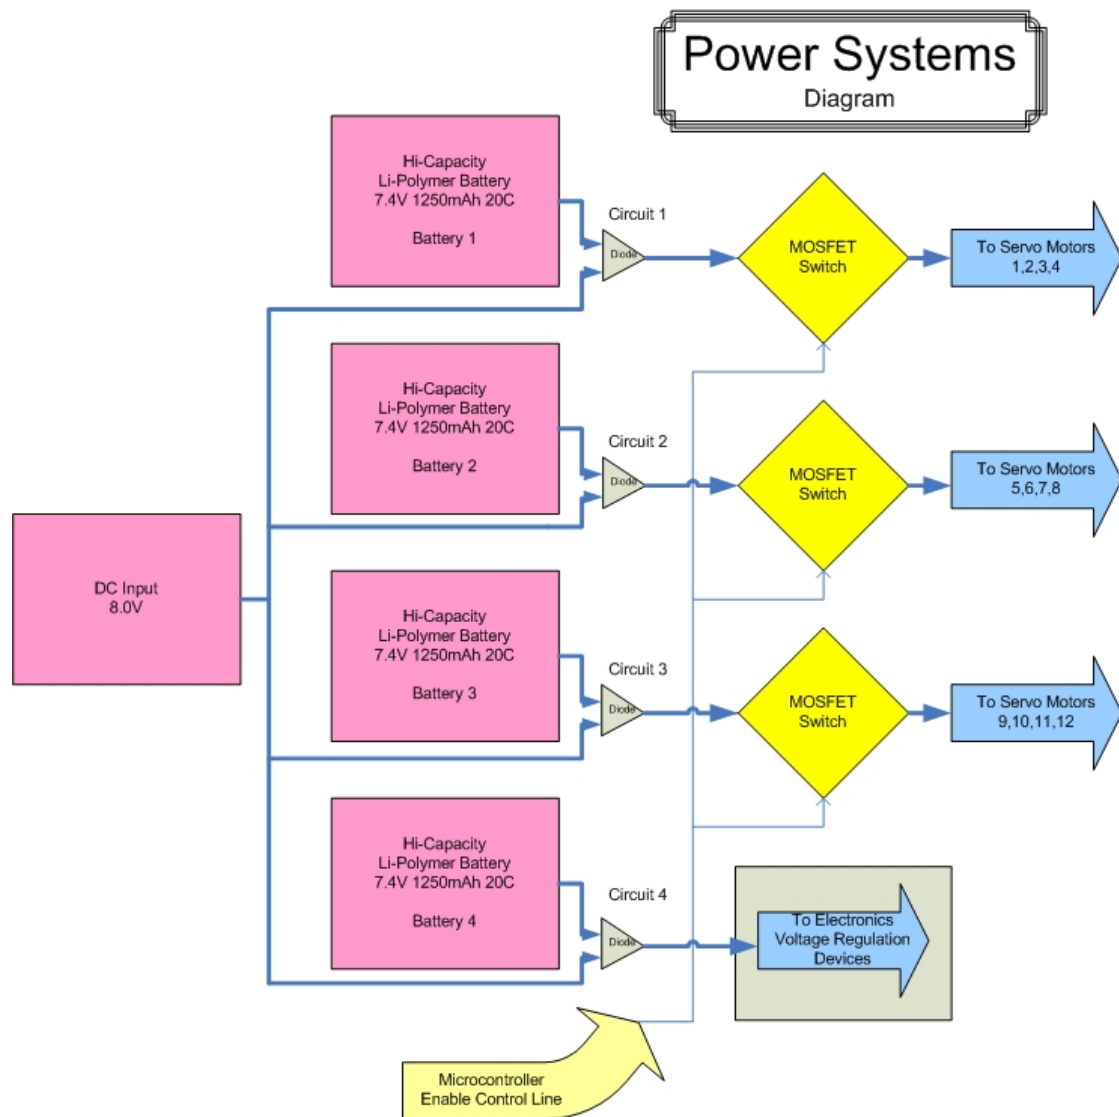 Power Systems
Diagram
Hi-Capacity
Li-Polymer Battery
7.4V 1250mAh 20C
Battery 1
Circuit 1
Diode
MOSFET
Switch
To Servo Motors
1,2,3,4
Hi-Capacity
Li-Polymer Battery
7.4V 1250mAh 20C
Battery 2
Circuit 2
Diode
MOSFET
Switch
To Servo Motors
5,6,7,8
DC Input
8.0V
Hi-Capacity
Li-Polymer Battery
7.4V 1250mAh 20C
Battery 3
Circuit 3
Diode
MOSFET
Switch
To Servo Motors
9,10,11,12
Hi-Capacity
Li-Polymer Battery
7.4V 1250mAh 20C
Battery 4
Circuit 4
Diode
To Electronics
Voltage Regulation
Devices
Microcontroller
Enable Control Line